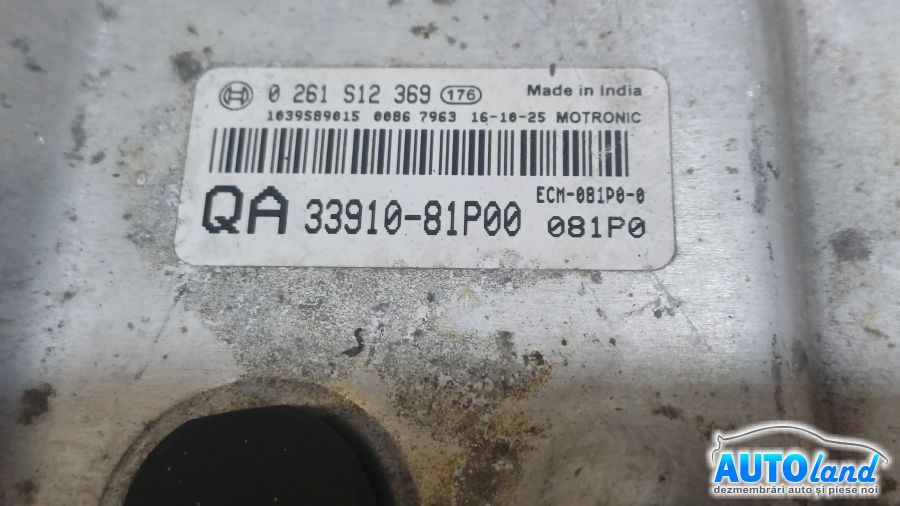 0 261 S12 369 176 Made in India
1039S89015 0086 7963 16-10-25 MOTRONIC
QA 33910-81P00 ECM-081P0-0
081P0
AUTOland
dezmembrări auto și piese noi